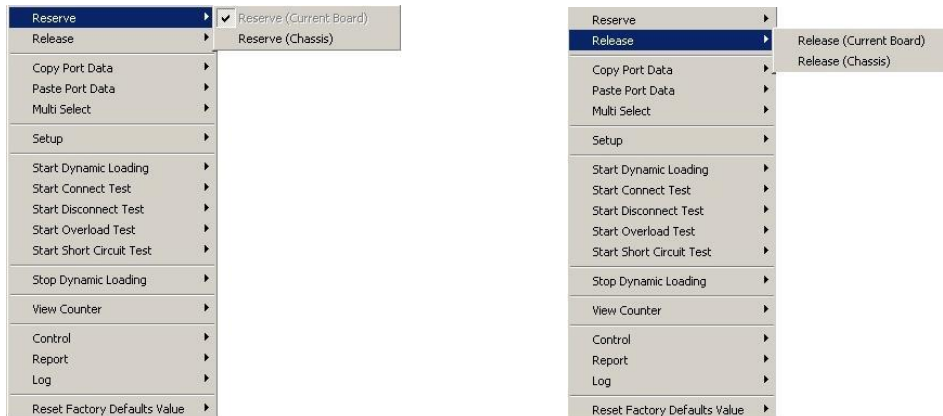 Reserve
Reserve (Current Board)
Release
Reserve (Chassis)
Copy Port Data
Paste Port Data
Multi Select
Setup
Start Dynamic Loading
Start Connect Test
Start Disconnect Test
Start Overload Test
Start Short Circuit Test
Stop Dynamic Loading
View Counter
Control
Report
Log
Reset Factory Defaults Value
Reserve
Release
Release (Current Board)
Release (Chassis)
Copy Port Data
Paste Port Data
Multi Select
Setup
Start Dynamic Loading
Start Connect Test
Start Disconnect Test
Start Overload Test
Start Short Circuit Test
Stop Dynamic Loading
View Counter
Control
Report
Log
Reset Factory Defaults Value